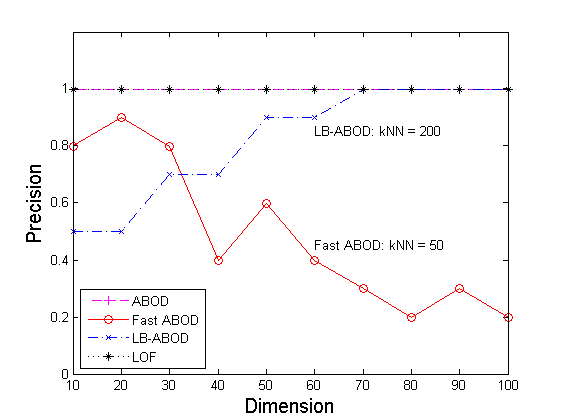 1
LB-ABOD: kNN = 200
0.8
0.6
Precision
Fast ABOD: kNN = 50
0.4
ABOD
Fast ABOD
LB-ABOD
LOF
0.2
0
10 20 30 40 50 60 70 80 90 100
Dimension